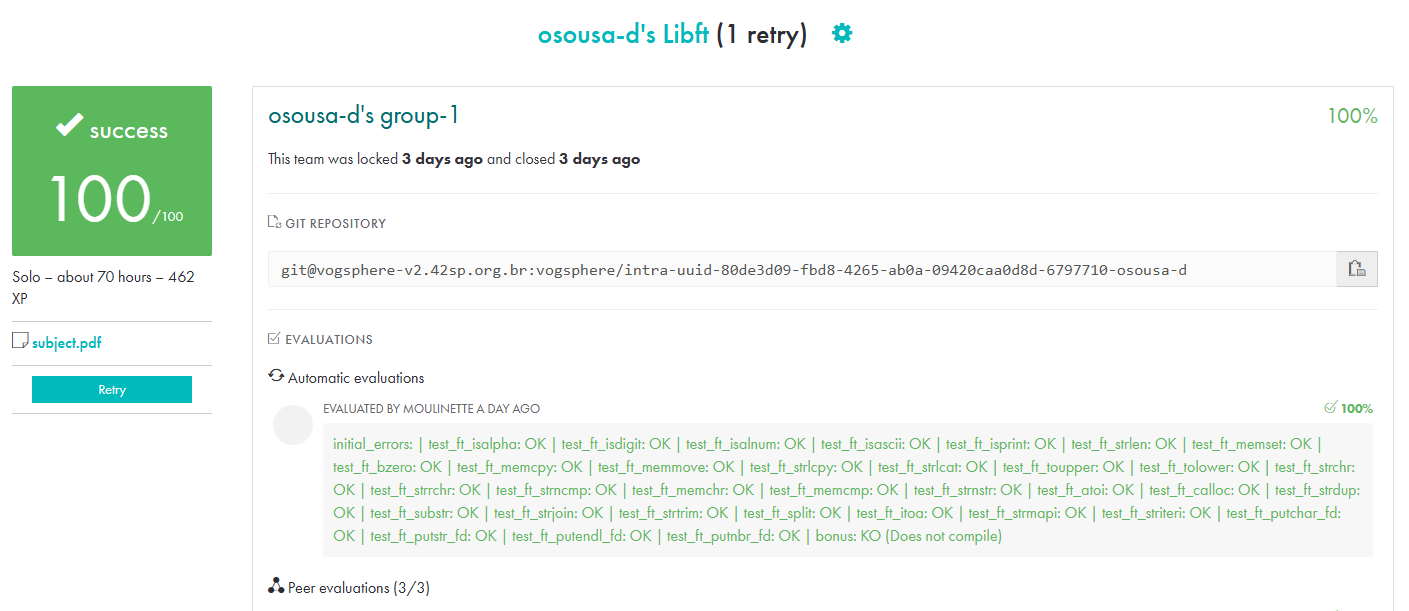 osousa-d's Libft (1 retry)
success
100/100
Solo – about 70 hours – 462
XP
subject.pdf
Retry
osousa-d's group-1
100%
This team was locked 3 days ago and closed 3 days ago
GIT REPOSITORY
git@vogsphere-v2.42sp.org.br:vogsphere/intra-uuid-80de3d09-fbd8-4265-ab0a-09420caa0d8d-6797710-osousa-d
EVALUATIONS
Automatic evaluations
EVALUATED BY MOULINETTE A DAY AGO
100%
initial_errors: | test_ft_isalpha: OK | test_ft_isdigit: OK | test_ft_isalnum: OK | test_ft_isascii: OK | test_ft_isprint: OK | test_ft_strlen: OK | test_ft_memset: OK |
test_ft_bzero: OK | test_ft_memcpy: OK | test_ft_memmove: OK | test_ft_strlcpy: OK | test_ft_strlcat: OK | test_ft_toupper: OK | test_ft_tolower: OK | test_ft_strchr:
OK | test_ft_strrchr: OK | test_ft_strncmp: OK | test_ft_memchr: OK | test_ft_memcmp: OK | test_ft_strnstr: OK | test_ft_atoi: OK | test_ft_calloc: OK | test_ft_strdup:
OK | test_ft_substr: OK | test_ft_strjoin: OK | test_ft_strtrim: OK | test_ft_split: OK | test_ft_itoa: OK | test_ft_strmapi: OK | test_ft_striteri: OK | test_ft_putchar_fd:
OK | test_ft_putstr_fd: OK | test_ft_putendl_fd: OK | test_ft_putnbr_fd: OK | bonus: KO (Does not compile)
Peer evaluations (3/3)